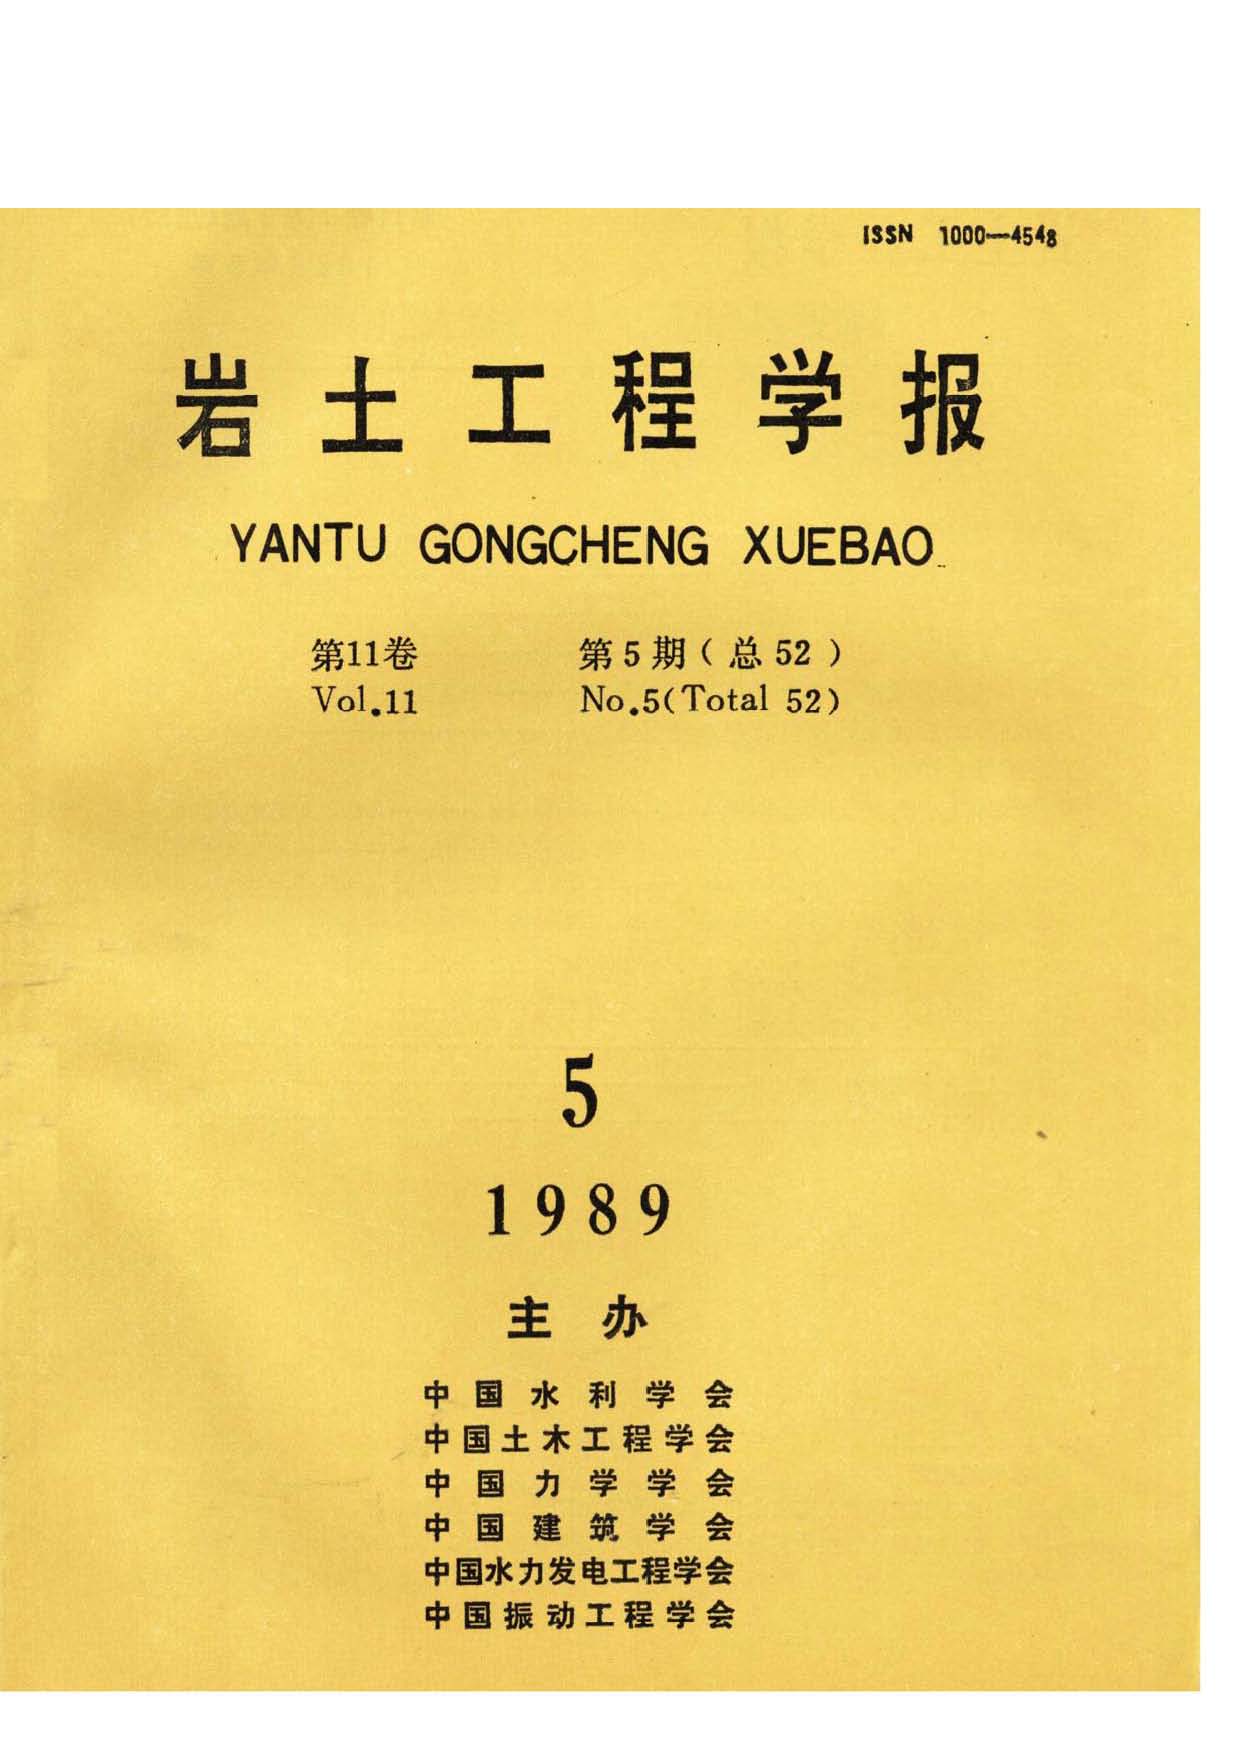 ISSN 1000—4548
岩土工程学报
YANTU GONGCHENG XUEBAO
第11卷 第5期(总52)
Vol.11 No.5(Total 52)
5
1989
主办
中国水利学会
中国土木工程学会
中国力学学会
中国建筑学会
中国水力发电工程学会
中国振动工程学会